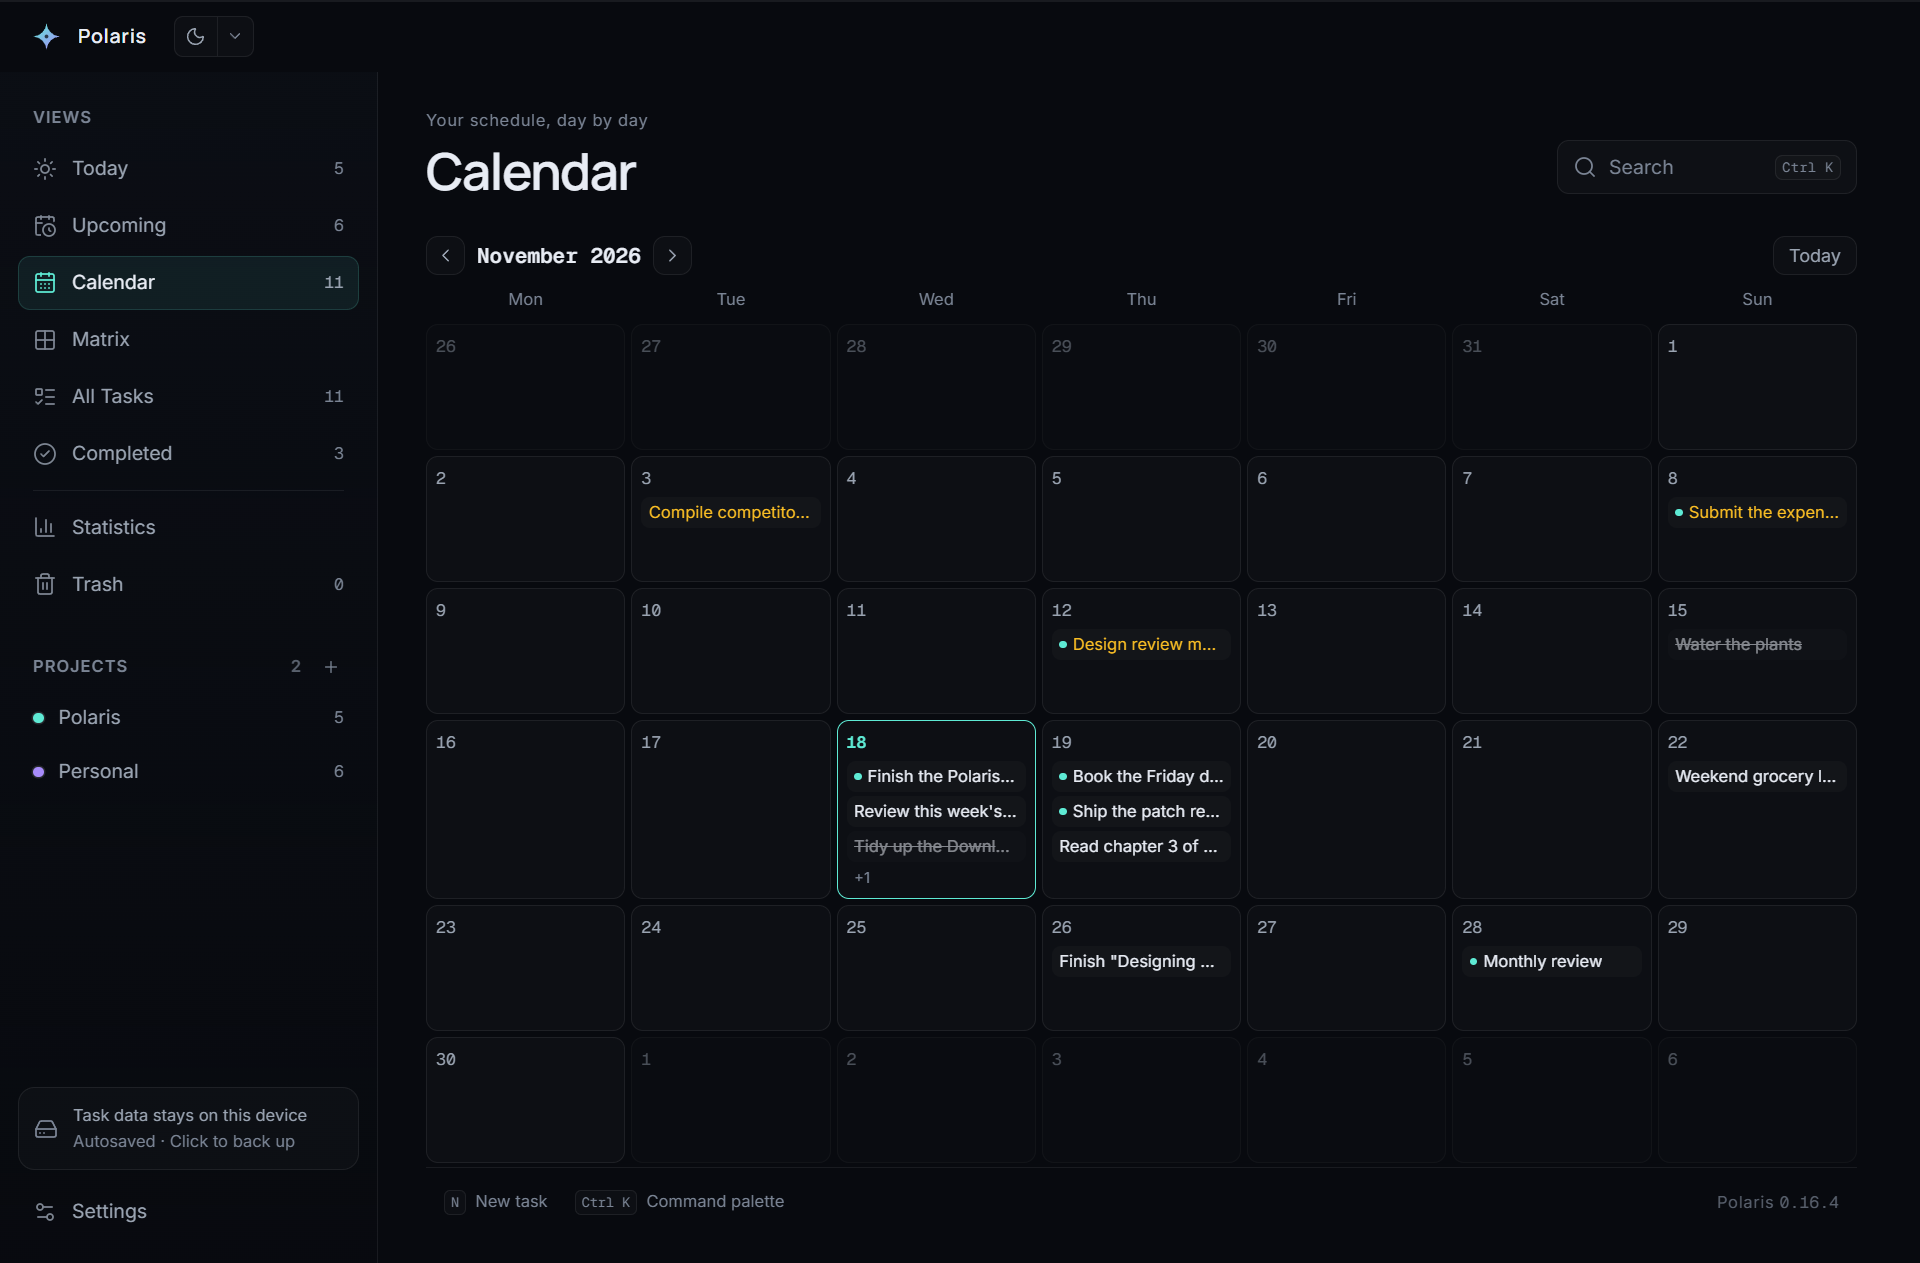 Polaris
VIEWS
Today 5
Upcoming 6
Calendar 11
Matrix
All Tasks 11
Completed 3
Statistics
Trash 0
PROJECTS 2 +
Polaris 5
Personal 6
Task data stays on this device
Autosaved · Click to back up
Settings
Your schedule, day by day
Calendar
Search Ctrl K
November 2026
Today
Mon Tue Wed Thu Fri Sat Sun
26 27 28 29 30 31 1
2 3 4 5 6 7 8
Compile competito... Submit the expen...
9 10 11 12 13 14 15
Design review m... Water the plants
16 17 18 19 20 21 22
Finish the Polaris... Book the Friday d... Weekend grocery l...
Review this week's... Ship the patch re...
Tidy up the Downl... Read chapter 3 of ...
+1
23 24 25 26 27 28 29
Finish "Designing ... Monthly review
30 1 2 3 4 5 6
N New task Ctrl K Command palette
Polaris 0.16.4